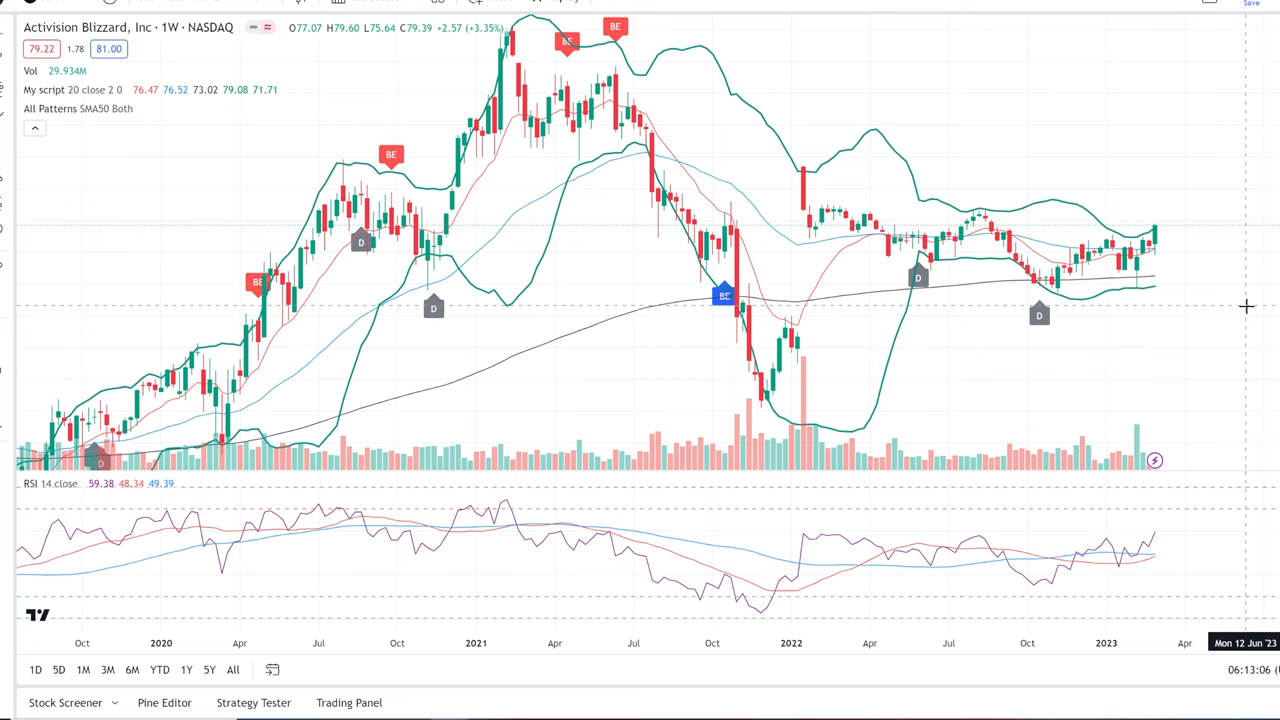 Save
Activision Blizzard, Inc · 1W · NASDAQ O77.07 H79.60 L75.64 C79.39 +2.57 (+3.35%)
79.22 1.78 81.00
Vol 29.934M
My script 20 close 2 0 76.47 76.52 73.02 79.08 71.71
All Patterns SMA50 Both
BE
BE
BE
D
BE
D
BE
D
D
D
RSI 14 close 59.38 48.34 49.39
Oct 2020 Apr Jul Oct 2021 Apr Jul Oct 2022 Apr Jul Oct 2023 Apr Mon 12 Jun '23
1D 5D 1M 3M 6M YTD 1Y 5Y All 06:13:06 (U
Stock Screener Pine Editor Strategy Tester Trading Panel